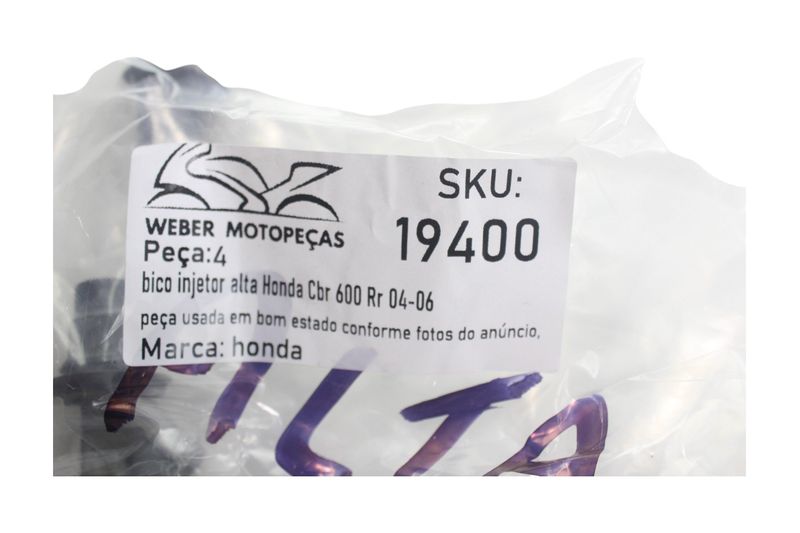 WEBER MOTOPEÇAS
SKU:
19400
Peça:4
bico injetor alta Honda Cbr 600 Rr 04-06
peça usada em bom estado conforme fotos do anúncio,
Marca: honda
ALTA